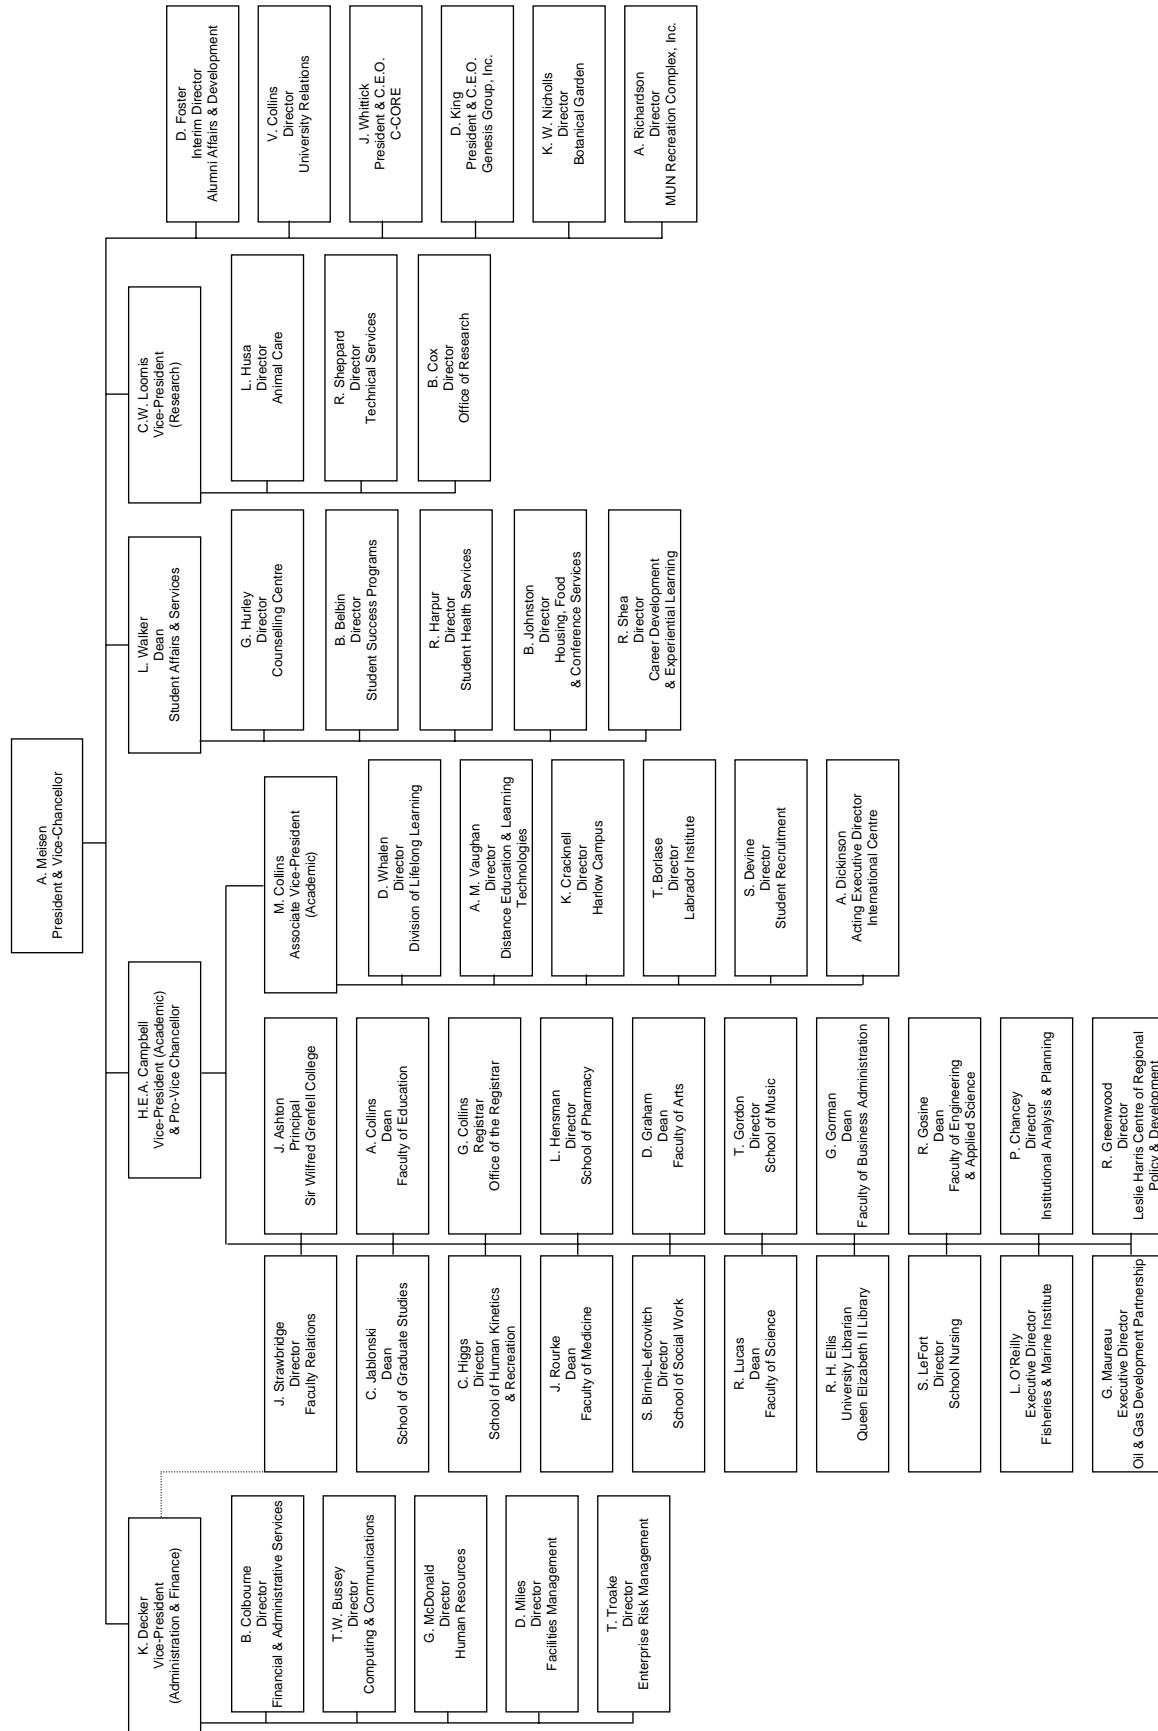 A. Meisen
President & Vice-Chancellor
K. Decker
Vice-President
(Administration & Finance)
B. Colbourne
Director
Financial & Administrative Services
T.W. Bussey
Director
Computing & Communications
G. McDonald
Director
Human Resources
D. Miles
Director
Facilities Management
T. Troake
Director
Enterprise Risk Management
H.E.A. Campbell
Vice-President (Academic)
& Pro-Vice Chancellor
J. Strawbridge
Director
Faculty Relations
C. Jablonski
Dean
School of Graduate Studies
C. Higgs
Director
School of Human Kinetics
& Recreation
J. Rourke
Dean
Faculty of Medicine
S. Birnie-Lefcovitch
Director
School of Social Work
R. Lucas
Dean
Faculty of Science
R. H. Ellis
University Librarian
Queen Elizabeth II Library
S. LeFort
Director
School Nursing
L. O'Reilly
Executive Director
Fisheries & Marine Institute
G. Maureau
Executive Director
Oil & Gas Development Partnership
J. Ashton
Principal
Sir Wilfred Grenfell College
A. Collins
Dean
Faculty of Education
G. Collins
Registrar
Office of the Registrar
L. Hensman
Director
School of Pharmacy
D. Graham
Dean
Faculty of Arts
T. Gordon
Director
School of Music
G. Gorman
Dean
Faculty of Business Administration
R. Gosine
Dean
Faculty of Engineering
& Applied Science
P. Chancey
Director
Institutional Analysis & Planning
R. Greenwood
Director
Leslie Harris Centre of Regional
Policy & Development
M. Collins
Associate Vice-President
(Academic)
D. Whalen
Director
Division of Lifelong Learning
A. M. Vaughan
Director
Distance Education & Learning
Technologies
K. Cracknell
Director
Harlow Campus
T. Borlase
Director
Labrador Institute
S. Devine
Director
Student Recruitment
A. Dickinson
Acting Executive Director
International Centre
L. Walker
Dean
Student Affairs & Services
G. Hurley
Director
Counselling Centre
B. Belbin
Director
Student Success Programs
R. Harpur
Director
Student Health Services
B. Johnston
Director
Housing, Food
& Conference Services
R. Shea
Director
Career Development
& Experiential Learning
C.W. Loomis
Vice-President
(Research)
L. Husa
Director
Animal Care
R. Sheppard
Director
Technical Services
B. Cox
Director
Office of Research
D. Foster
Interim Director
Alumni Affairs & Development
V. Collins
Director
University Relations
J. Whittick
President & C.E.O.
C-CORE
D. King
President & C.E.O.
Genesis Group, Inc.
K. W. Nicholls
Director
Botanical Garden
A. Richardson
Director
MUN Recreation Complex, Inc.